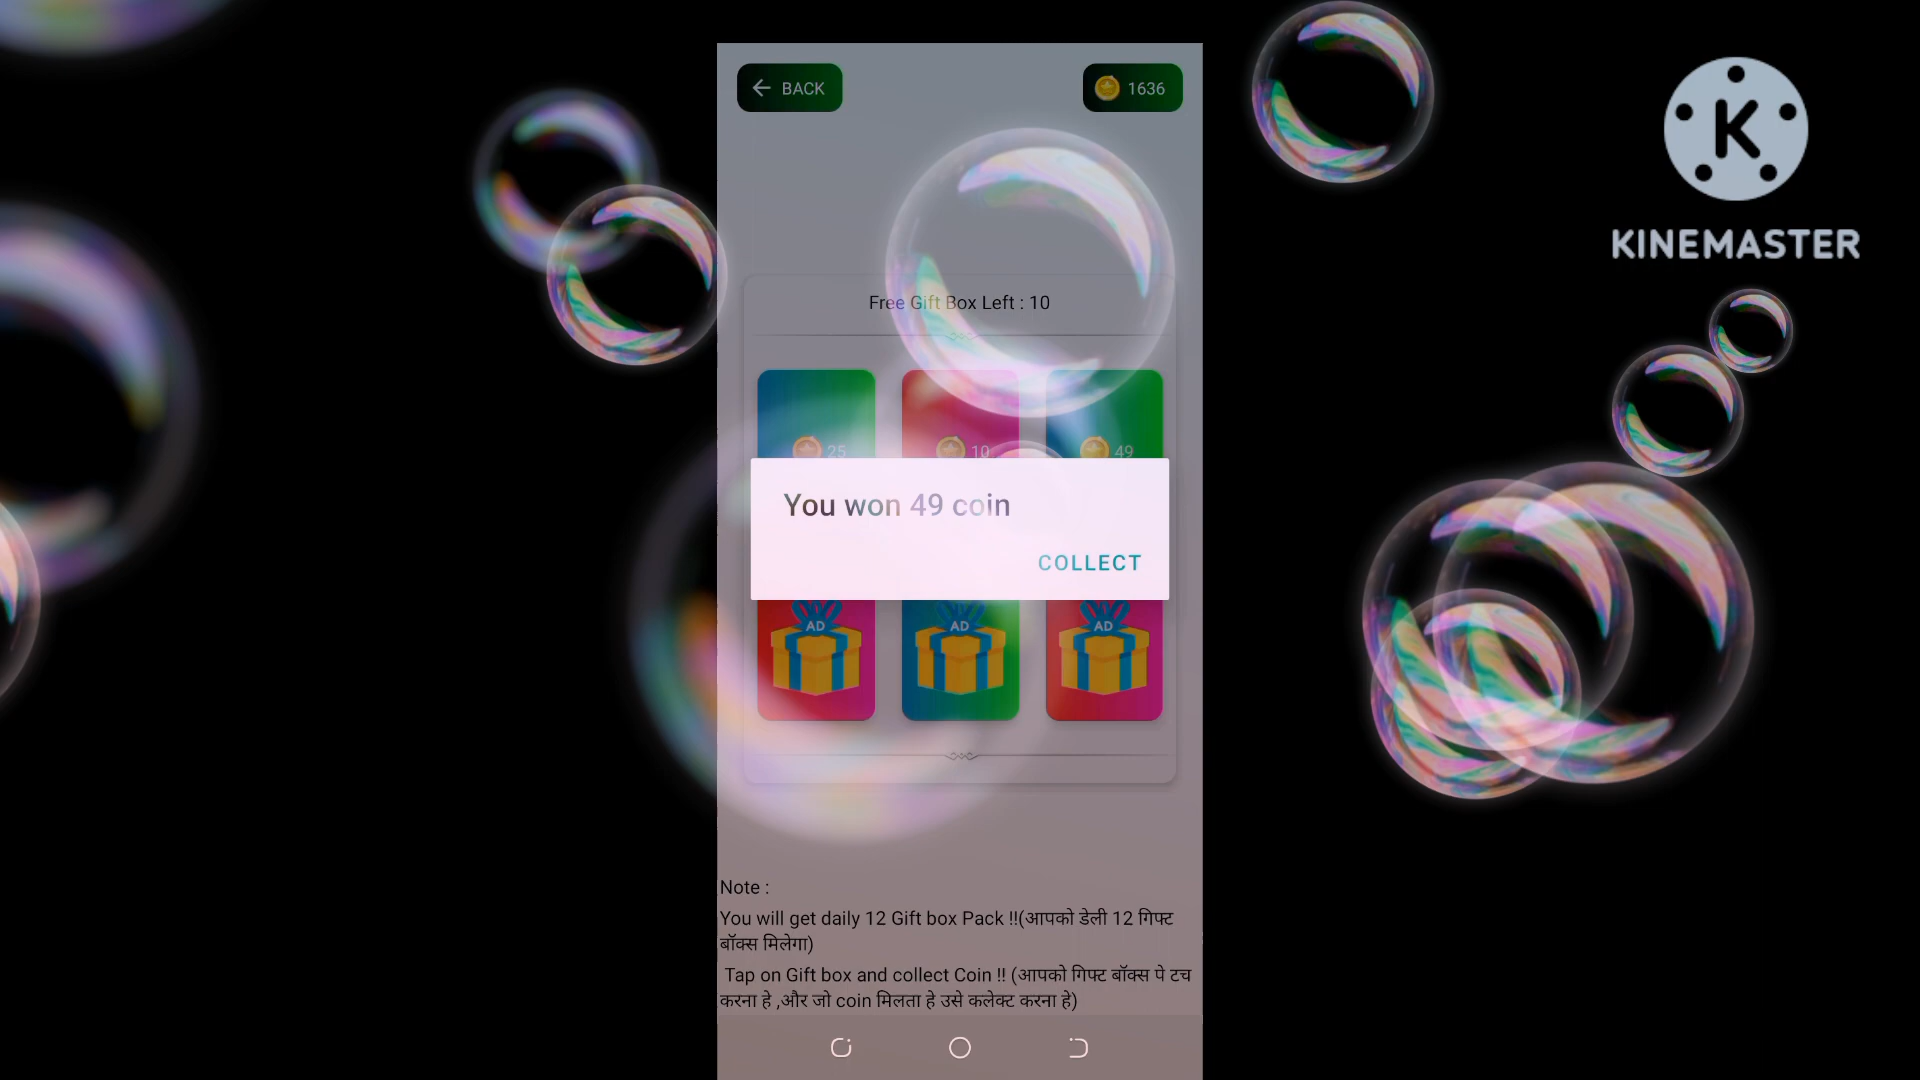 BACK
1636
KINEMASTER
Free Gift Box Left : 10
25
10
49
You won 49 coin
COLLECT
AD
AD
AD
Note :
You will get daily 12 Gift box Pack !!(आपको डेली 12 गिफ्ट
बॉक्स मिलेगा)
Tap on Gift box and collect Coin !! (आपको गिफ्ट बॉक्स पे टच
करना हे ,और जो coin मिलता हे उसे कलेक्ट करना हे)